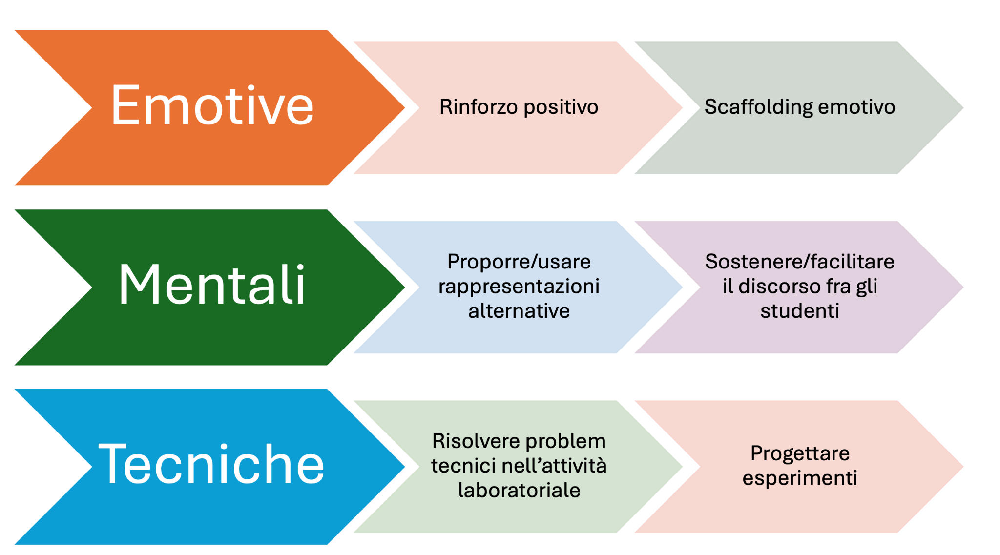 Emotive
Rinforzo positivo
Scaffolding emotivo
Mentali
Proporre/usare
rappresentazioni
alternative
Sostenere/facilitare
il discorso fra gli
studenti
Tecniche
Risolvere problem
tecnici nell’attività
laboratoriale
Progettare
esperimenti